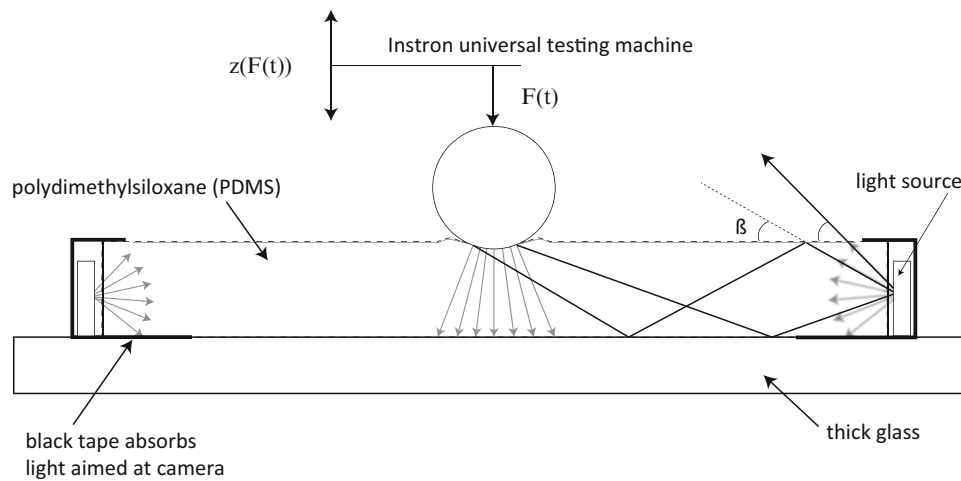 Instron universal testing machine
z(F(t))
F(t)
polydimethylsiloxane (PDMS)
light source
ß
thick glass
black tape absorbs
light aimed at camera